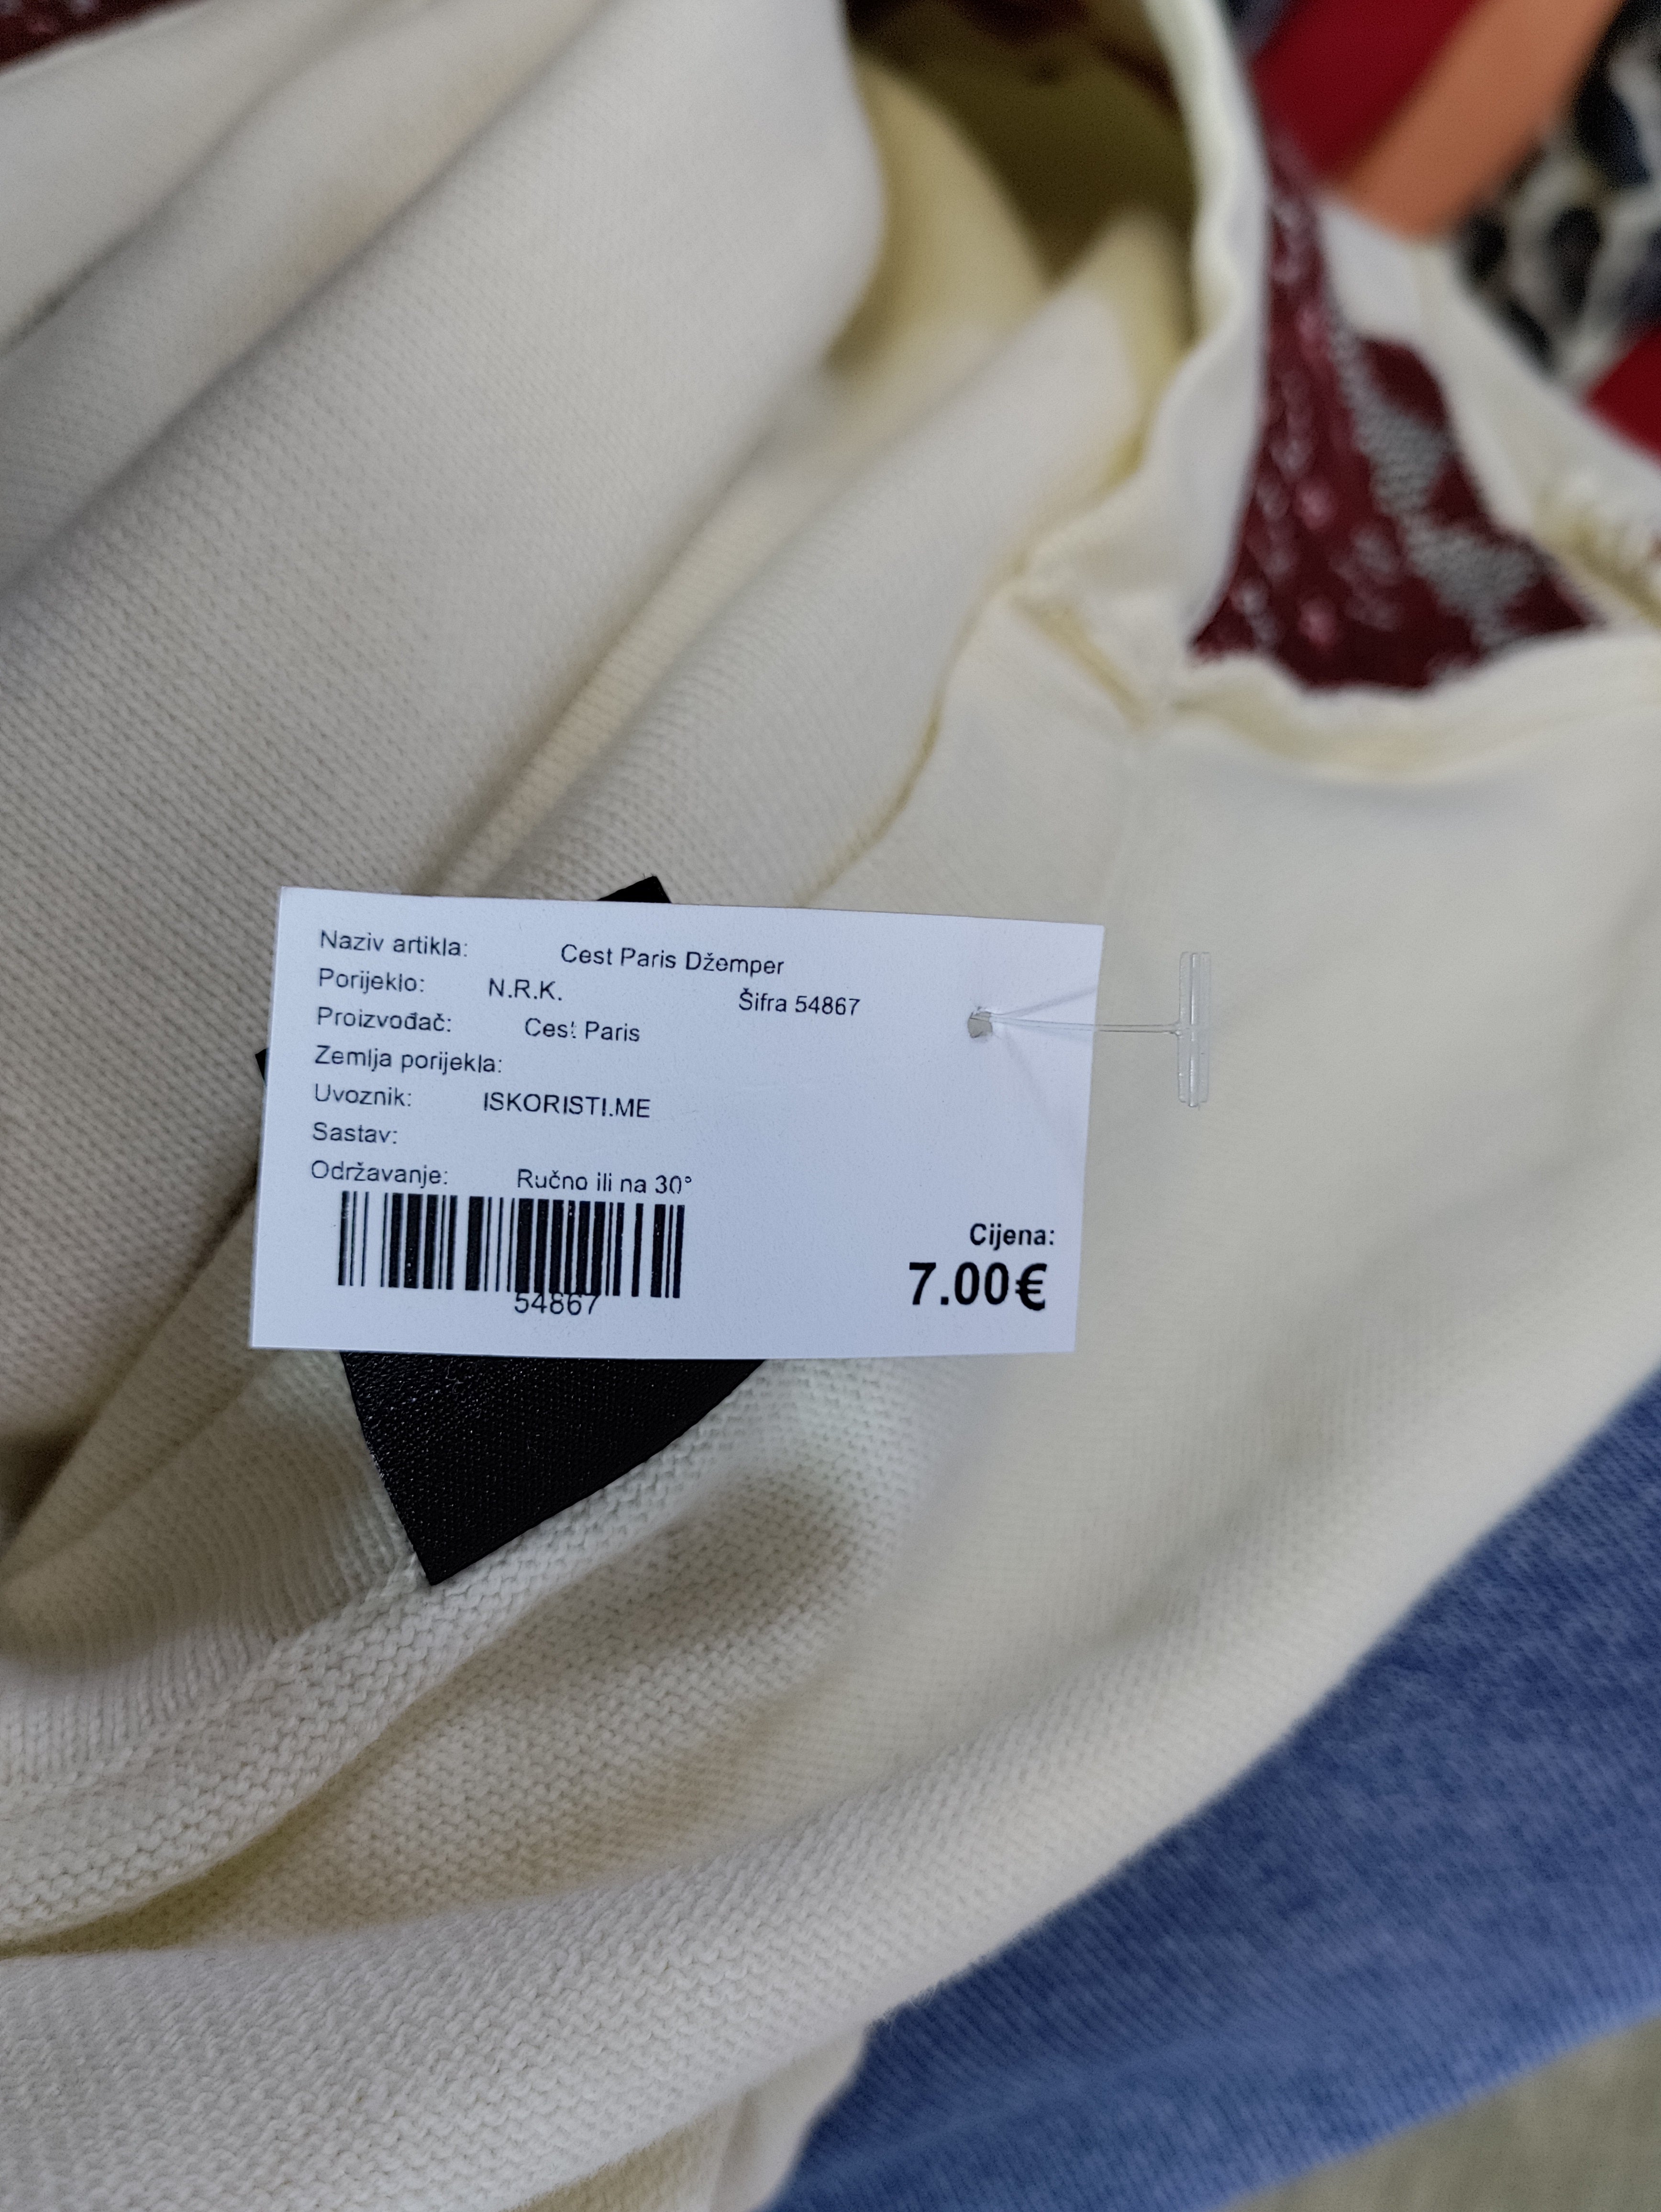 Naziv artikla: Cest Paris Džemper
Porijeklo: N.R.K. Šifra 54867
Proizvođač: Cest Paris
Zemlja porijekla:
Uvoznik: ISKORISTI.ME
Sastav:
Održavanje: Ručno ili na 30°
54867
Cijena:
7.00€